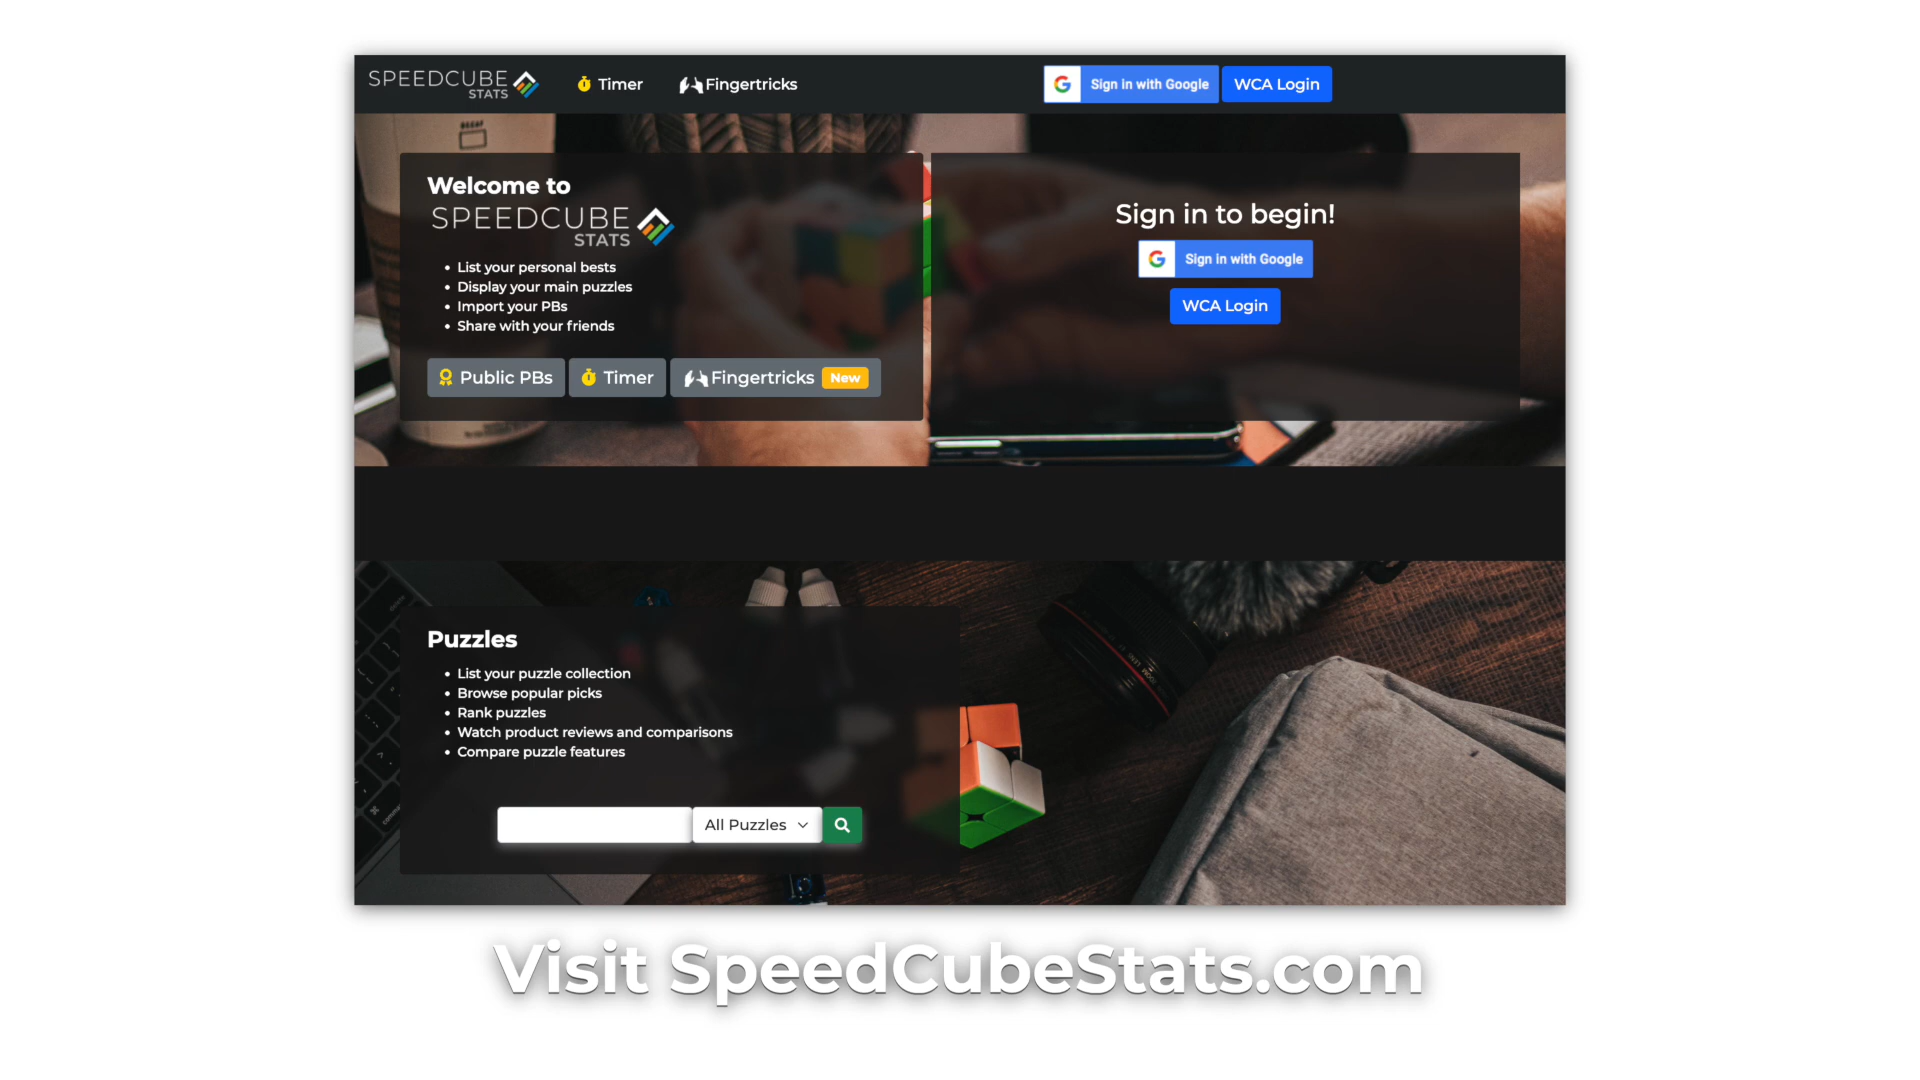 SPEEDCUBE
STATS
Timer
Fingertricks
Sign in with Google
WCA Login
Welcome to
SPEEDCUBE
STATS
• List your personal bests
• Display your main puzzles
• Import your PBs
• Share with your friends
Public PBs
Timer
Fingertricks New
Sign in to begin!
Sign in with Google
WCA Login
Puzzles
• List your puzzle collection
• Browse popular picks
• Rank puzzles
• Watch product reviews and comparisons
• Compare puzzle features
All Puzzles
Visit SpeedCubeStats.com